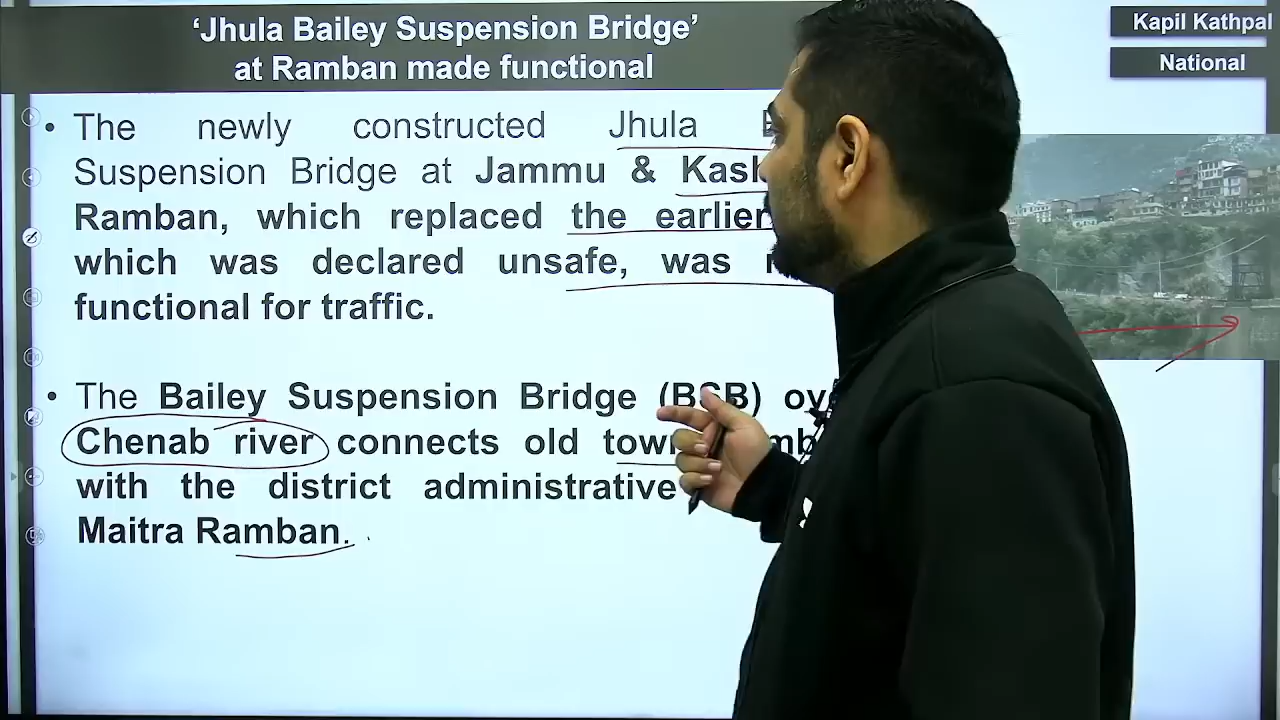 ‘Jhula Bailey Suspension Bridge’
at Ramban made functional
Kapil Kathpal
National
• The newly constructed Jhula
Suspension Bridge at Jammu &
Ramban, which replaced the earlier
which was declared unsafe, was
functional for traffic.
• The Bailey Suspension Bridge (BSB)
Chenab river connects old
with the district administrative
Maitra Ramban.